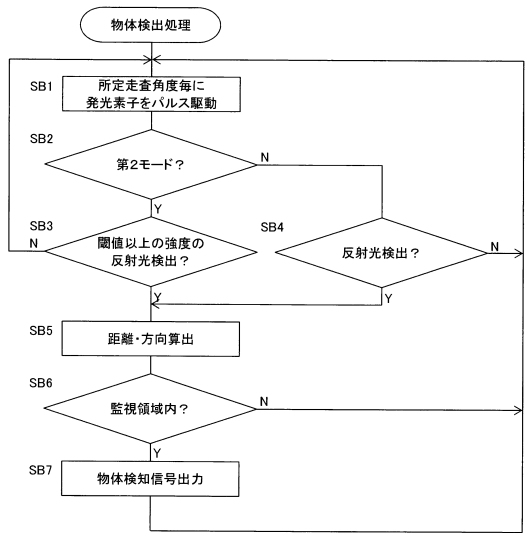 物体検出処理
SB1
所定走査角度毎に
発光素子をパルス駆動
SB2
第2モード?
N
Y
SB3
閾値以上の強度の
反射光検出?
N
Y
SB4
反射光検出?
N
Y
SB5
距離・方向算出
SB6
監視領域内?
N
Y
SB7
物体検知信号出力